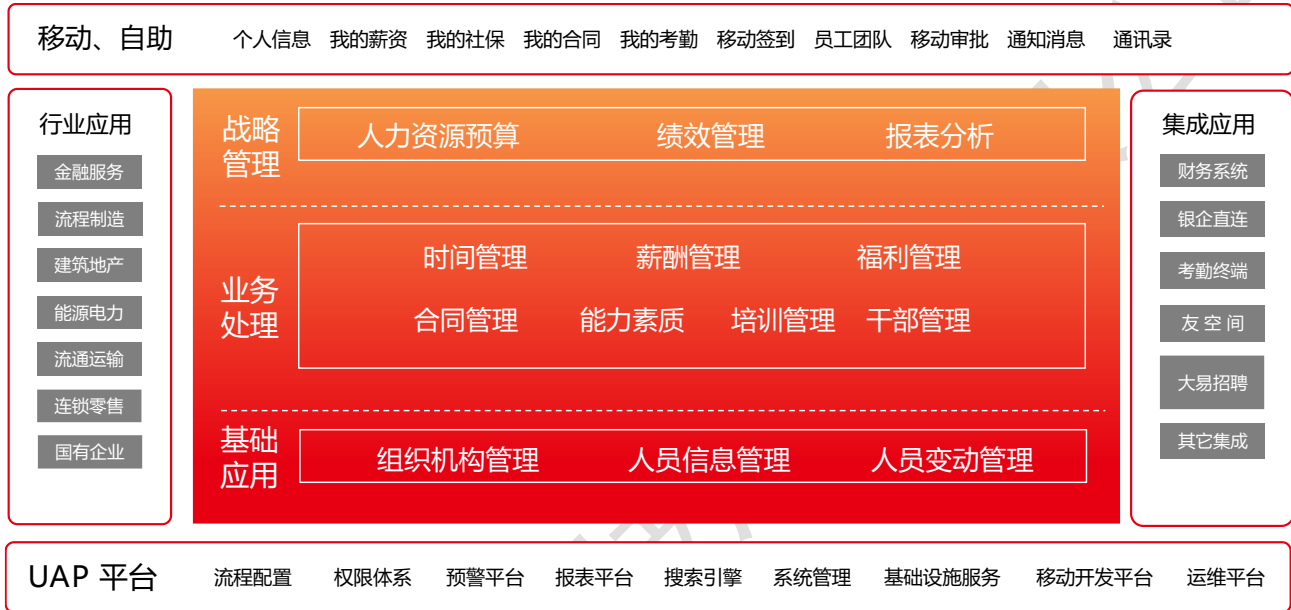 移动、自助 个人信息 我的薪资 我的社保 我的合同 我的考勤 移动签到 员工团队 移动审批 通知消息 通讯录
行业应用
金融服务
流程制造
建筑地产
能源电力
流通运输
连锁零售
国有企业
战略
管理
人力资源预算 绩效管理 报表分析
业务
处理
时间管理 薪酬管理 福利管理
合同管理 能力素质 培训管理 干部管理
基础
应用
组织机构管理 人员信息管理 人员变动管理
集成应用
财务系统
银企直连
考勤终端
友空间
大易招聘
其它集成
UAP 平台 流程配置 权限体系 预警平台 报表平台 搜索引擎 系统管理 基础设施服务 移动开发平台 运维平台